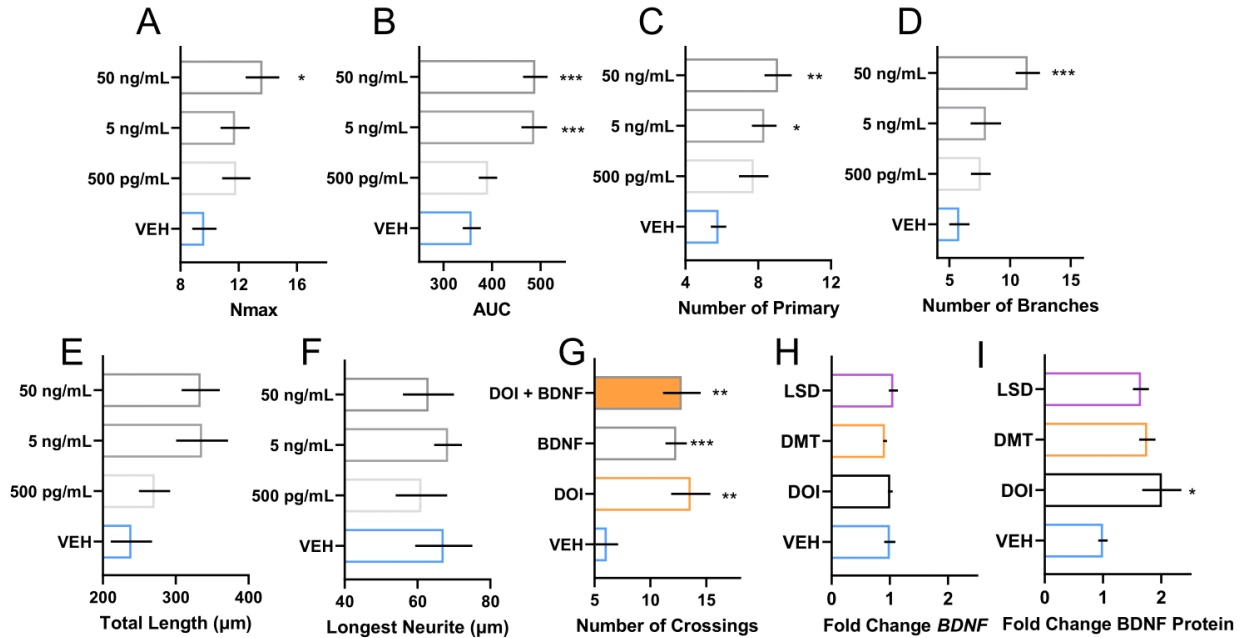 A
50 ng/mL
*
5 ng/mL
500 pg/mL
VEH
8 12 16
Nmax
B
50 ng/mL
***
5 ng/mL
***
500 pg/mL
VEH
300 400 500
AUC
C
50 ng/mL
**
5 ng/mL
*
500 pg/mL
VEH
4 8 12
Number of Primary
D
50 ng/mL
***
5 ng/mL
500 pg/mL
VEH
5 10 15
Number of Branches
E
50 ng/mL
5 ng/mL
500 pg/mL
VEH
200 300 400
Total Length (μm)
F
50 ng/mL
5 ng/mL
500 pg/mL
VEH
40 60 80
Longest Neurite (μm)
G
DOI + BDNF
**
BDNF
***
DOI
**
VEH
5 10 15
Number of Crossings
H
LSD
DMT
DOI
VEH
0 1 2
Fold Change BDNF
I
LSD
DMT
DOI
*
VEH
0 1 2
Fold Change BDNF Protein